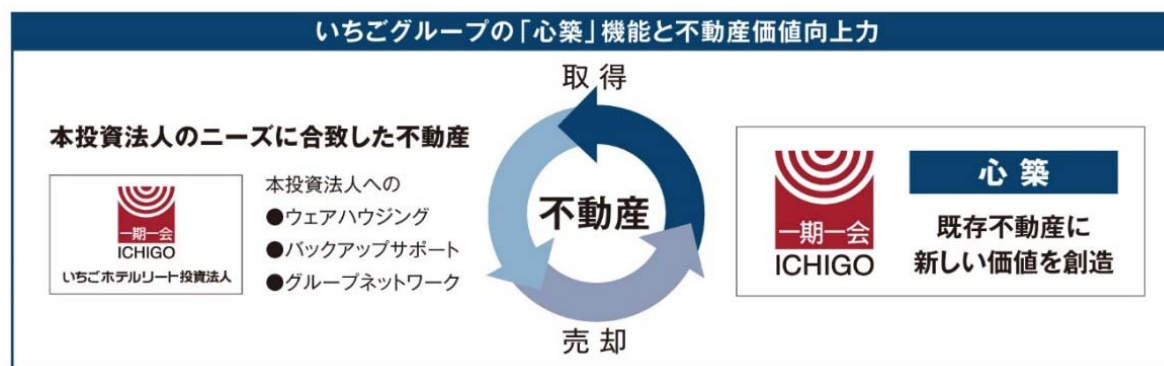 いちごグループの「心築」機能と不動産価値向上力
取得
本投資法人のニーズに合致した不動産
一期一会
ICHIGO
いちごホテルリート投資法人
本投資法人への
●ウェアハウジング
●バックアップサポート
●グループネットワーク
不動産
売却
一期一会
ICHIGO
心築
既存不動産に
新しい価値を創造